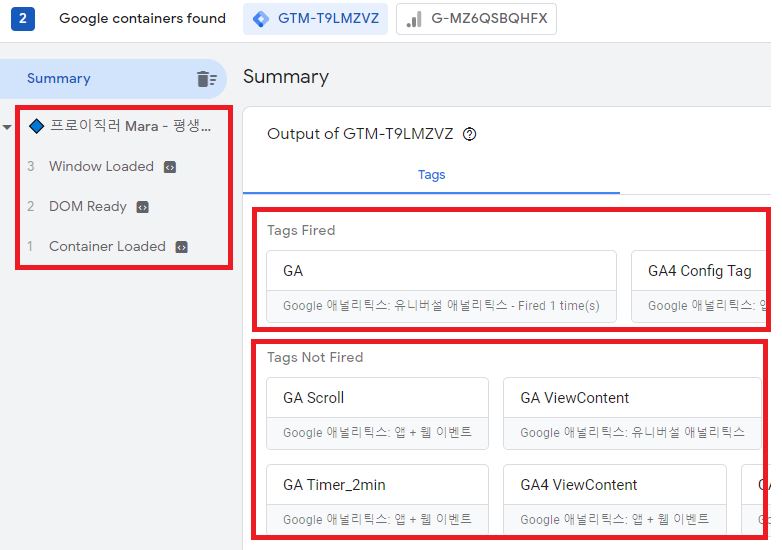 2 Google containers found GTM-T9LMZVZ G-MZ6QSBQHFX
Summary
프로이직러 Mara - 평생...
3 Window Loaded
2 DOM Ready
1 Container Loaded
Summary
Output of GTM-T9LMZVZ
Tags
Tags Fired
GA
Google 애널리틱스: 유니버설 애널리틱스 - Fired 1 time(s)
GA4 Config Tag
Google 애널리틱스:
Tags Not Fired
GA Scroll
Google 애널리틱스: 앱 + 웹 이벤트
GA ViewContent
Google 애널리틱스: 유니버설 애널리틱스
GA Timer_2min
Google 애널리틱스: 앱 + 웹 이벤트
GA4 ViewContent
Google 애널리틱스: 앱 + 웹 이벤트